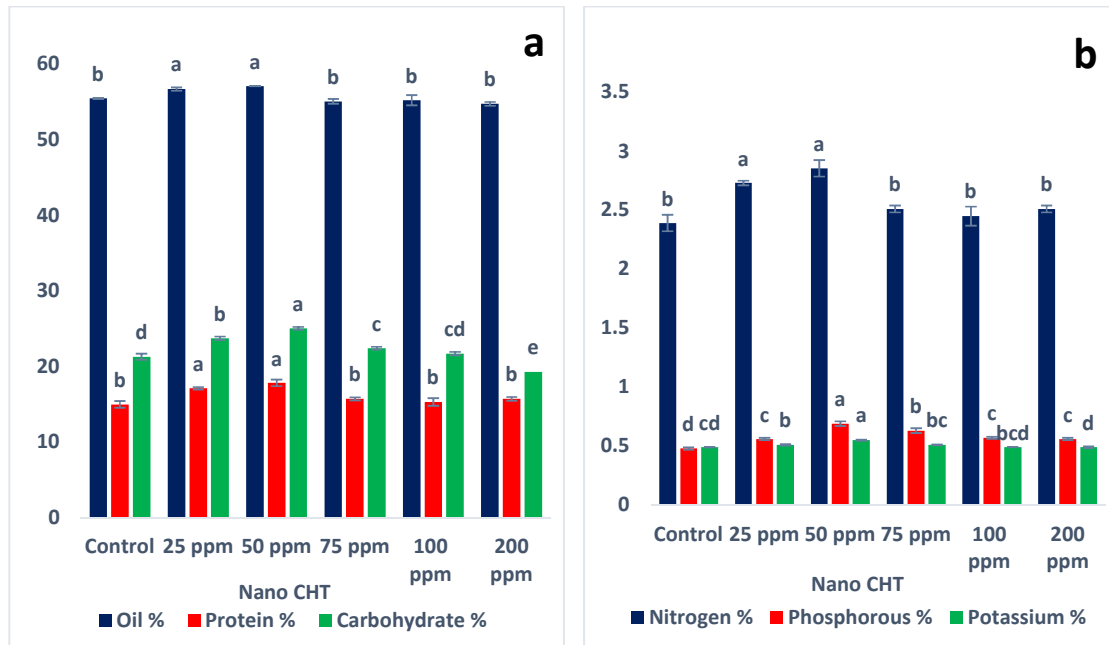 a
60
50
40
30
20
10
0
b a a b b b
d b a c cd e
b a a b b b
Control 25 ppm 50 ppm 75 ppm 100 ppm 200 ppm
Nano CHT
Oil % Protein % Carbohydrate %
b
3.5
3
2.5
2
1.5
1
0.5
0
b a a b b b
d cd c b a a b bc c bcd c d
Control 25 ppm 50 ppm 75 ppm 100 ppm 200 ppm
Nano CHT
Nitrogen % Phosphorous % Potassium %